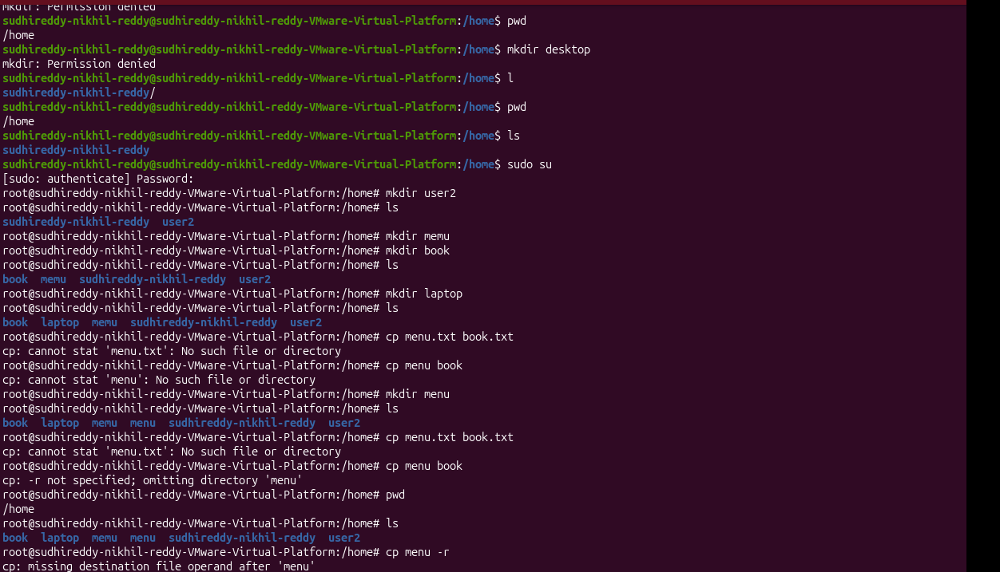 mkdir: Permission denied
sudhireddy-nikhil-reddy@sudhireddy-nikhil-reddy-VMware-Virtual-Platform:/home$ pwd
/home
sudhireddy-nikhil-reddy@sudhireddy-nikhil-reddy-VMware-Virtual-Platform:/home$ mkdir desktop
mkdir: Permission denied
sudhireddy-nikhil-reddy@sudhireddy-nikhil-reddy-VMware-Virtual-Platform:/home$ l
sudhireddy-nikhil-reddy/
sudhireddy-nikhil-reddy@sudhireddy-nikhil-reddy-VMware-Virtual-Platform:/home$ pwd
/home
sudhireddy-nikhil-reddy@sudhireddy-nikhil-reddy-VMware-Virtual-Platform:/home$ ls
sudhireddy-nikhil-reddy
sudhireddy-nikhil-reddy@sudhireddy-nikhil-reddy-VMware-Virtual-Platform:/home$ sudo su
[sudo: authenticate] Password:
root@sudhireddy-nikhil-reddy-VMware-Virtual-Platform:/home# mkdir user2
root@sudhireddy-nikhil-reddy-VMware-Virtual-Platform:/home# ls
sudhireddy-nikhil-reddy  user2
root@sudhireddy-nikhil-reddy-VMware-Virtual-Platform:/home# mkdir memu
root@sudhireddy-nikhil-reddy-VMware-Virtual-Platform:/home# mkdir book
root@sudhireddy-nikhil-reddy-VMware-Virtual-Platform:/home# ls
book  memu  sudhireddy-nikhil-reddy  user2
root@sudhireddy-nikhil-reddy-VMware-Virtual-Platform:/home# mkdir laptop
root@sudhireddy-nikhil-reddy-VMware-Virtual-Platform:/home# ls
book  laptop  memu  sudhireddy-nikhil-reddy  user2
root@sudhireddy-nikhil-reddy-VMware-Virtual-Platform:/home# cp menu.txt book.txt
cp: cannot stat 'menu.txt': No such file or directory
root@sudhireddy-nikhil-reddy-VMware-Virtual-Platform:/home# cp menu book
cp: cannot stat 'menu': No such file or directory
root@sudhireddy-nikhil-reddy-VMware-Virtual-Platform:/home# mkdir menu
root@sudhireddy-nikhil-reddy-VMware-Virtual-Platform:/home# ls
book  laptop  memu  menu  sudhireddy-nikhil-reddy  user2
root@sudhireddy-nikhil-reddy-VMware-Virtual-Platform:/home# cp menu.txt book.txt
cp: cannot stat 'menu.txt': No such file or directory
root@sudhireddy-nikhil-reddy-VMware-Virtual-Platform:/home# cp menu book
cp: -r not specified; omitting directory 'menu'
root@sudhireddy-nikhil-reddy-VMware-Virtual-Platform:/home# pwd
/home
root@sudhireddy-nikhil-reddy-VMware-Virtual-Platform:/home# ls
book  laptop  memu  menu  sudhireddy-nikhil-reddy  user2
root@sudhireddy-nikhil-reddy-VMware-Virtual-Platform:/home# cp menu -r
cp: missing destination file operand after 'menu'